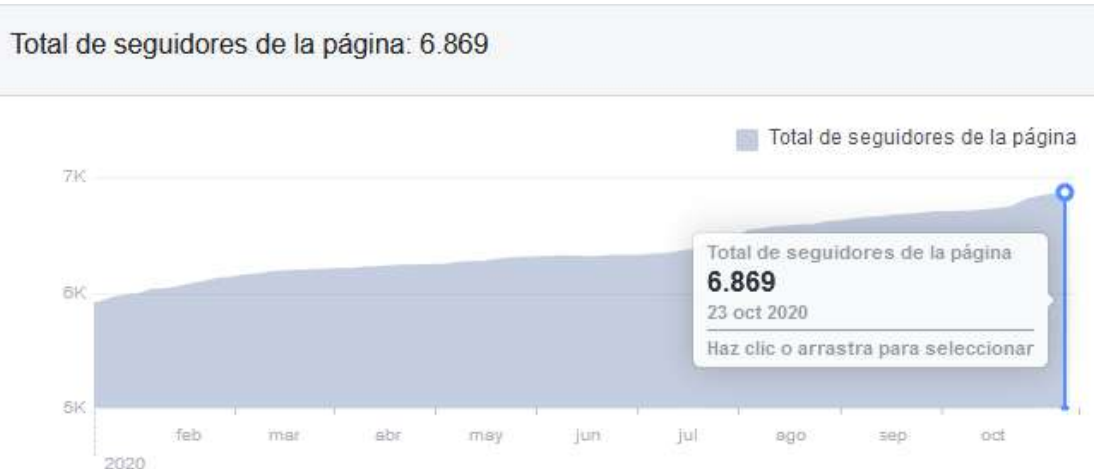 Total de seguidores de la página: 6.869
Total de seguidores de la página
7K
6K
5K
Total de seguidores de la página
6.869
23 oct 2020
Haz clic o arrastra para seleccionar
feb mar abr may jun jul ago sep oct
2020